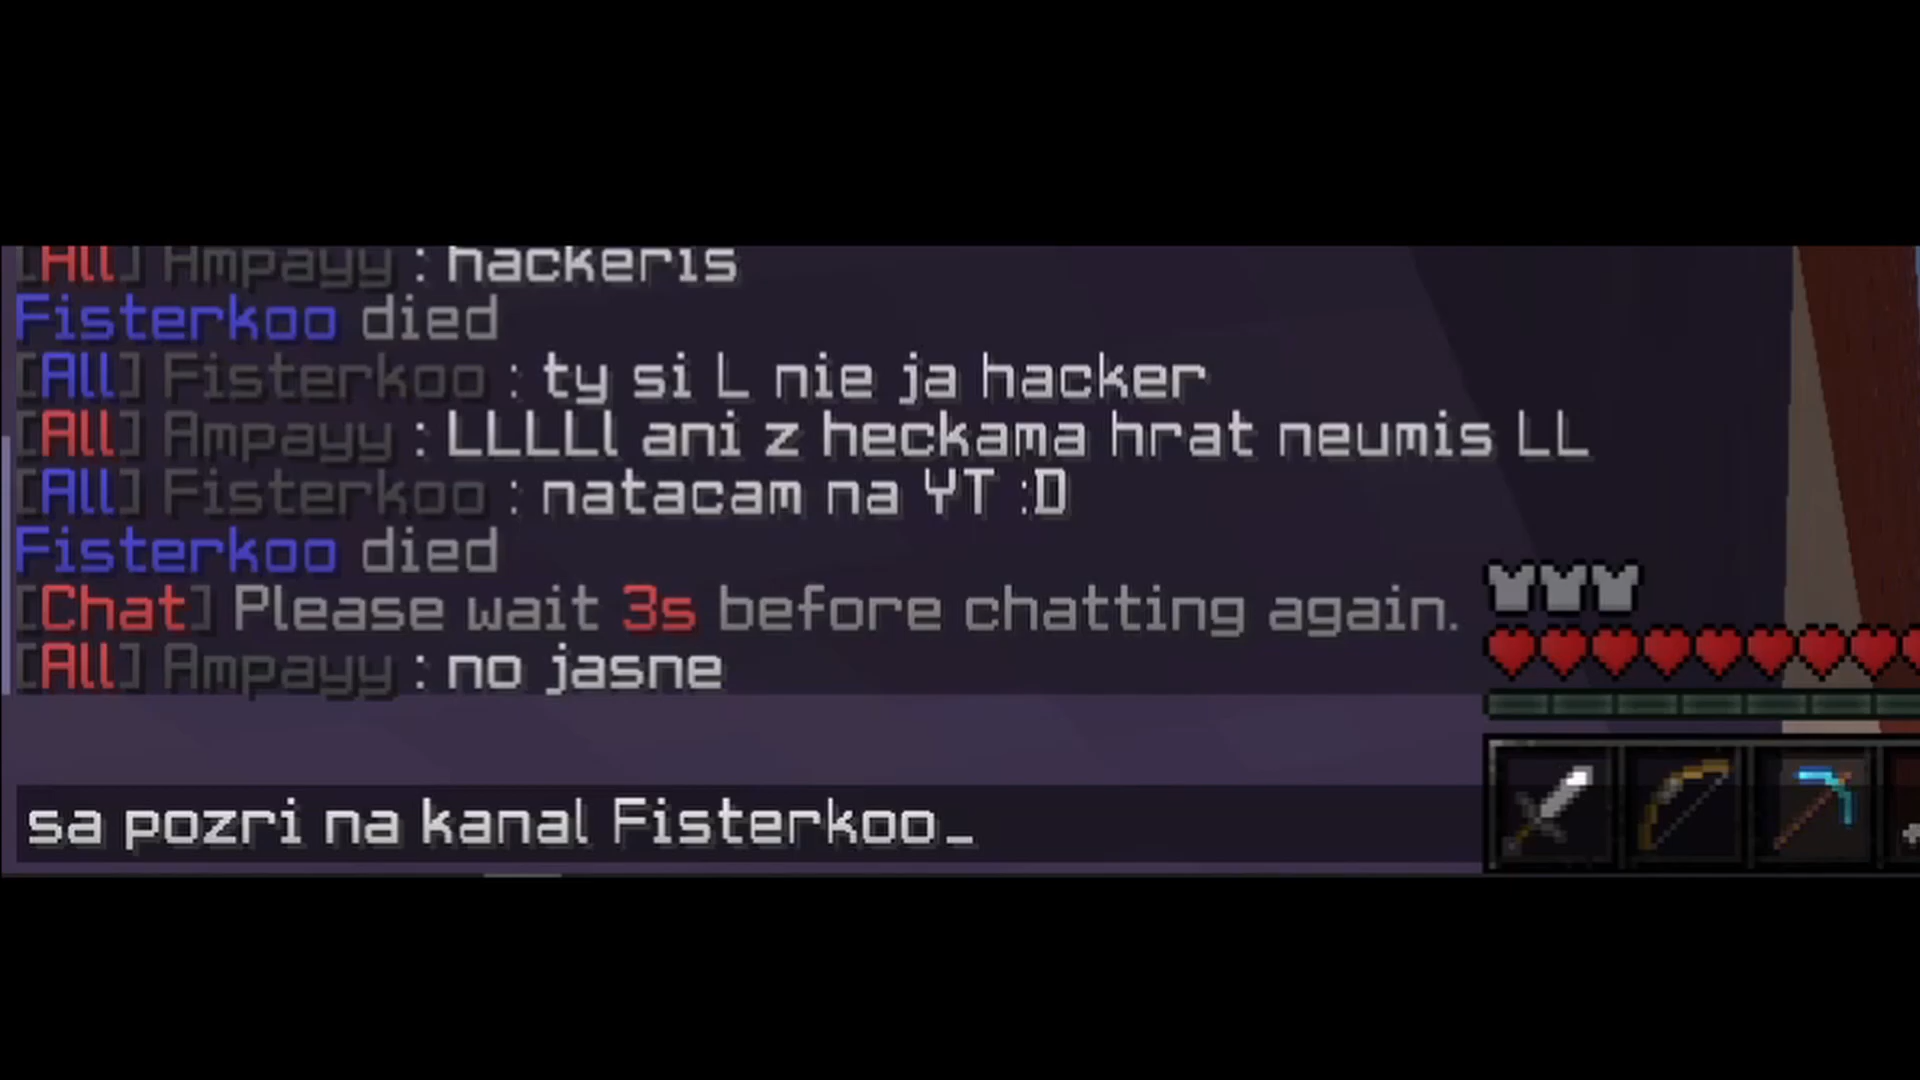 [All] Ampayy : hackeris
Fisterkoo died
[All] Fisterkoo : ty si L nie ja hacker
[All] Ampayy : LLLLLl ani z heckama hrat neumis LL
[All] Fisterkoo : natacam na YT :D
Fisterkoo died
[Chat] Please wait 3s before chatting again.
[All] Ampayy : no jasne
sa pozri na kanal Fisterkoo_